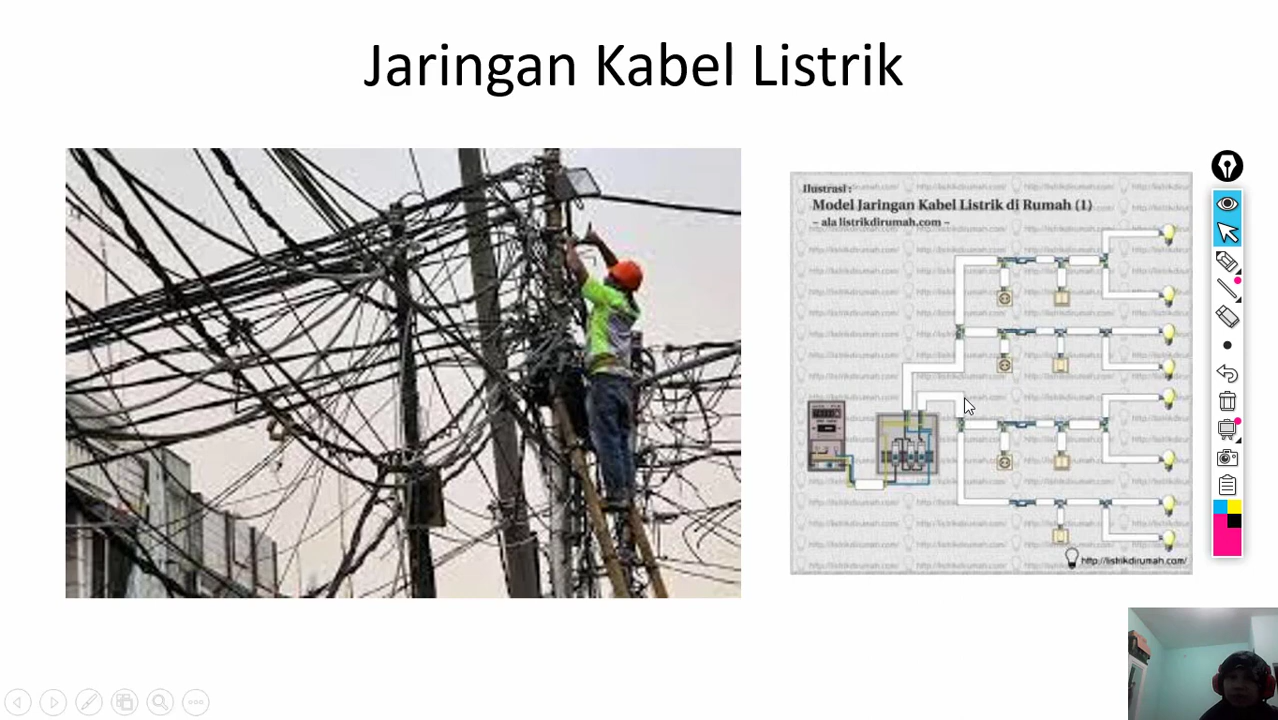 Jaringan Kabel Listrik
Ilustrasi :
Model Jaringan Kabel Listrik di Rumah (1)
– ala listrikdirumah.com –
http://listrikdirumah.com/